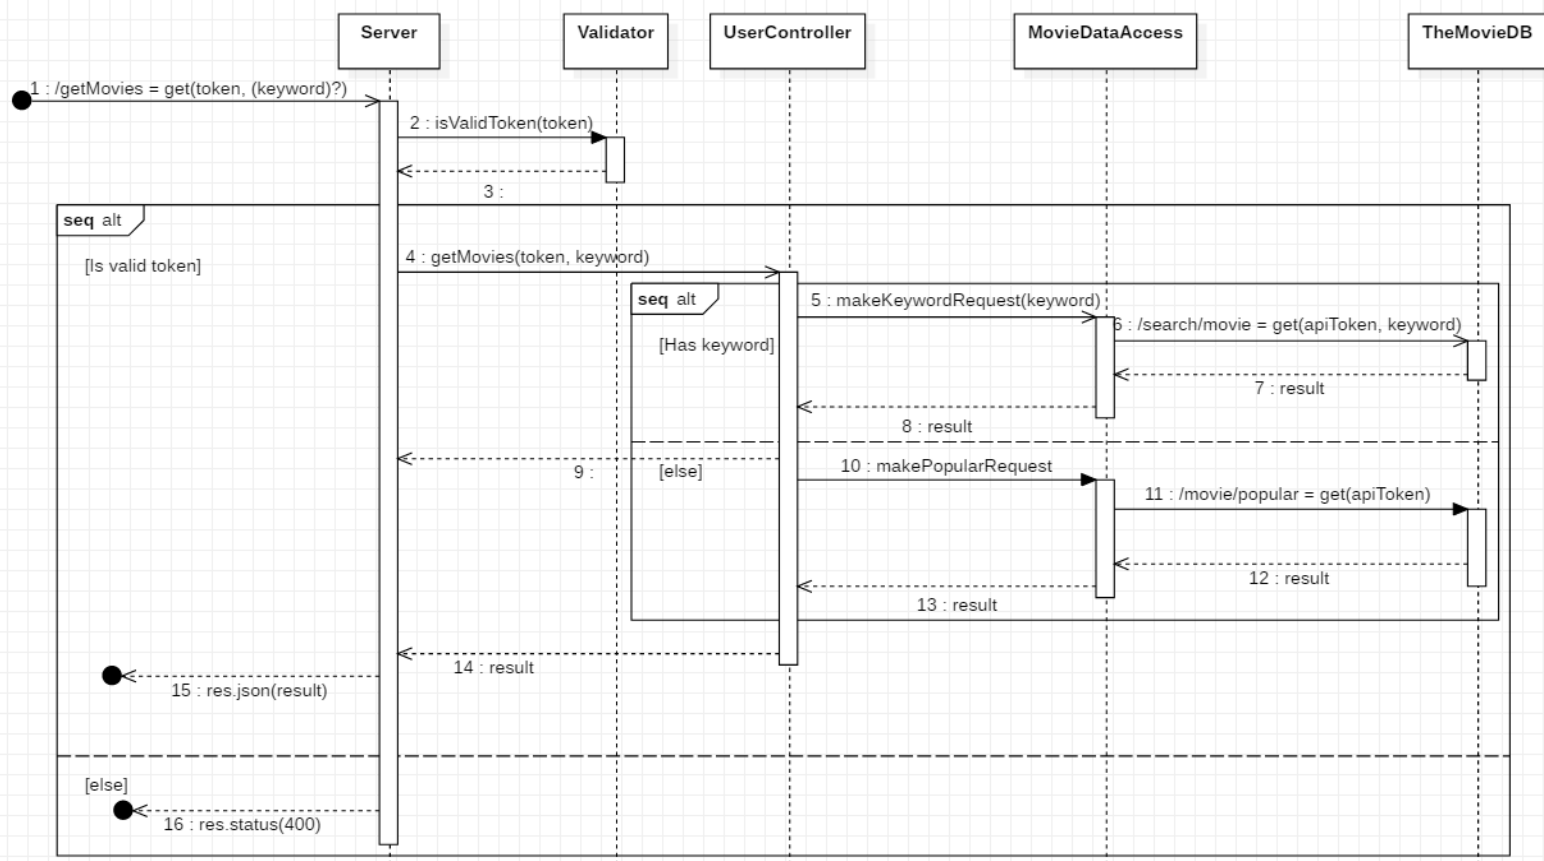 Server
Validator
UserController
MovieDataAccess
TheMovieDB
1 : /getMovies = get(token, (keyword)?)
2 : isValidToken(token)
3 :
seq alt
[Is valid token]
4 : getMovies(token, keyword)
seq alt
[Has keyword]
5 : makeKeywordRequest(keyword)
6 : /search/movie = get(apiToken, keyword)
7 : result
8 : result
9 :
[else]
10 : makePopularRequest
11 : /movie/popular = get(apiToken)
12 : result
13 : result
14 : result
15 : res.json(result)
[else]
16 : res.status(400)